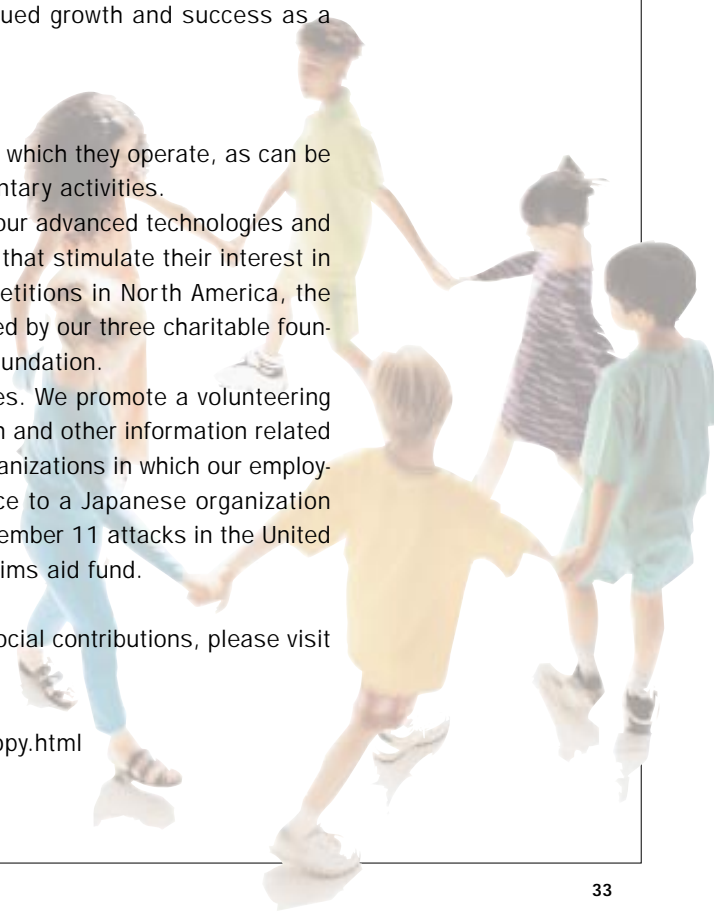 ued growth and success as a
which they operate, as can be
ntary activities.
our advanced technologies and
that stimulate their interest in
etitions in North America, the
ed by our three charitable foun-
undation.
es. We promote a volunteering
n and other information related
anizations in which our employ-
ce to a Japanese organization
ember 11 attacks in the United
ims aid fund.
ocial contributions, please visit
opy.html
33